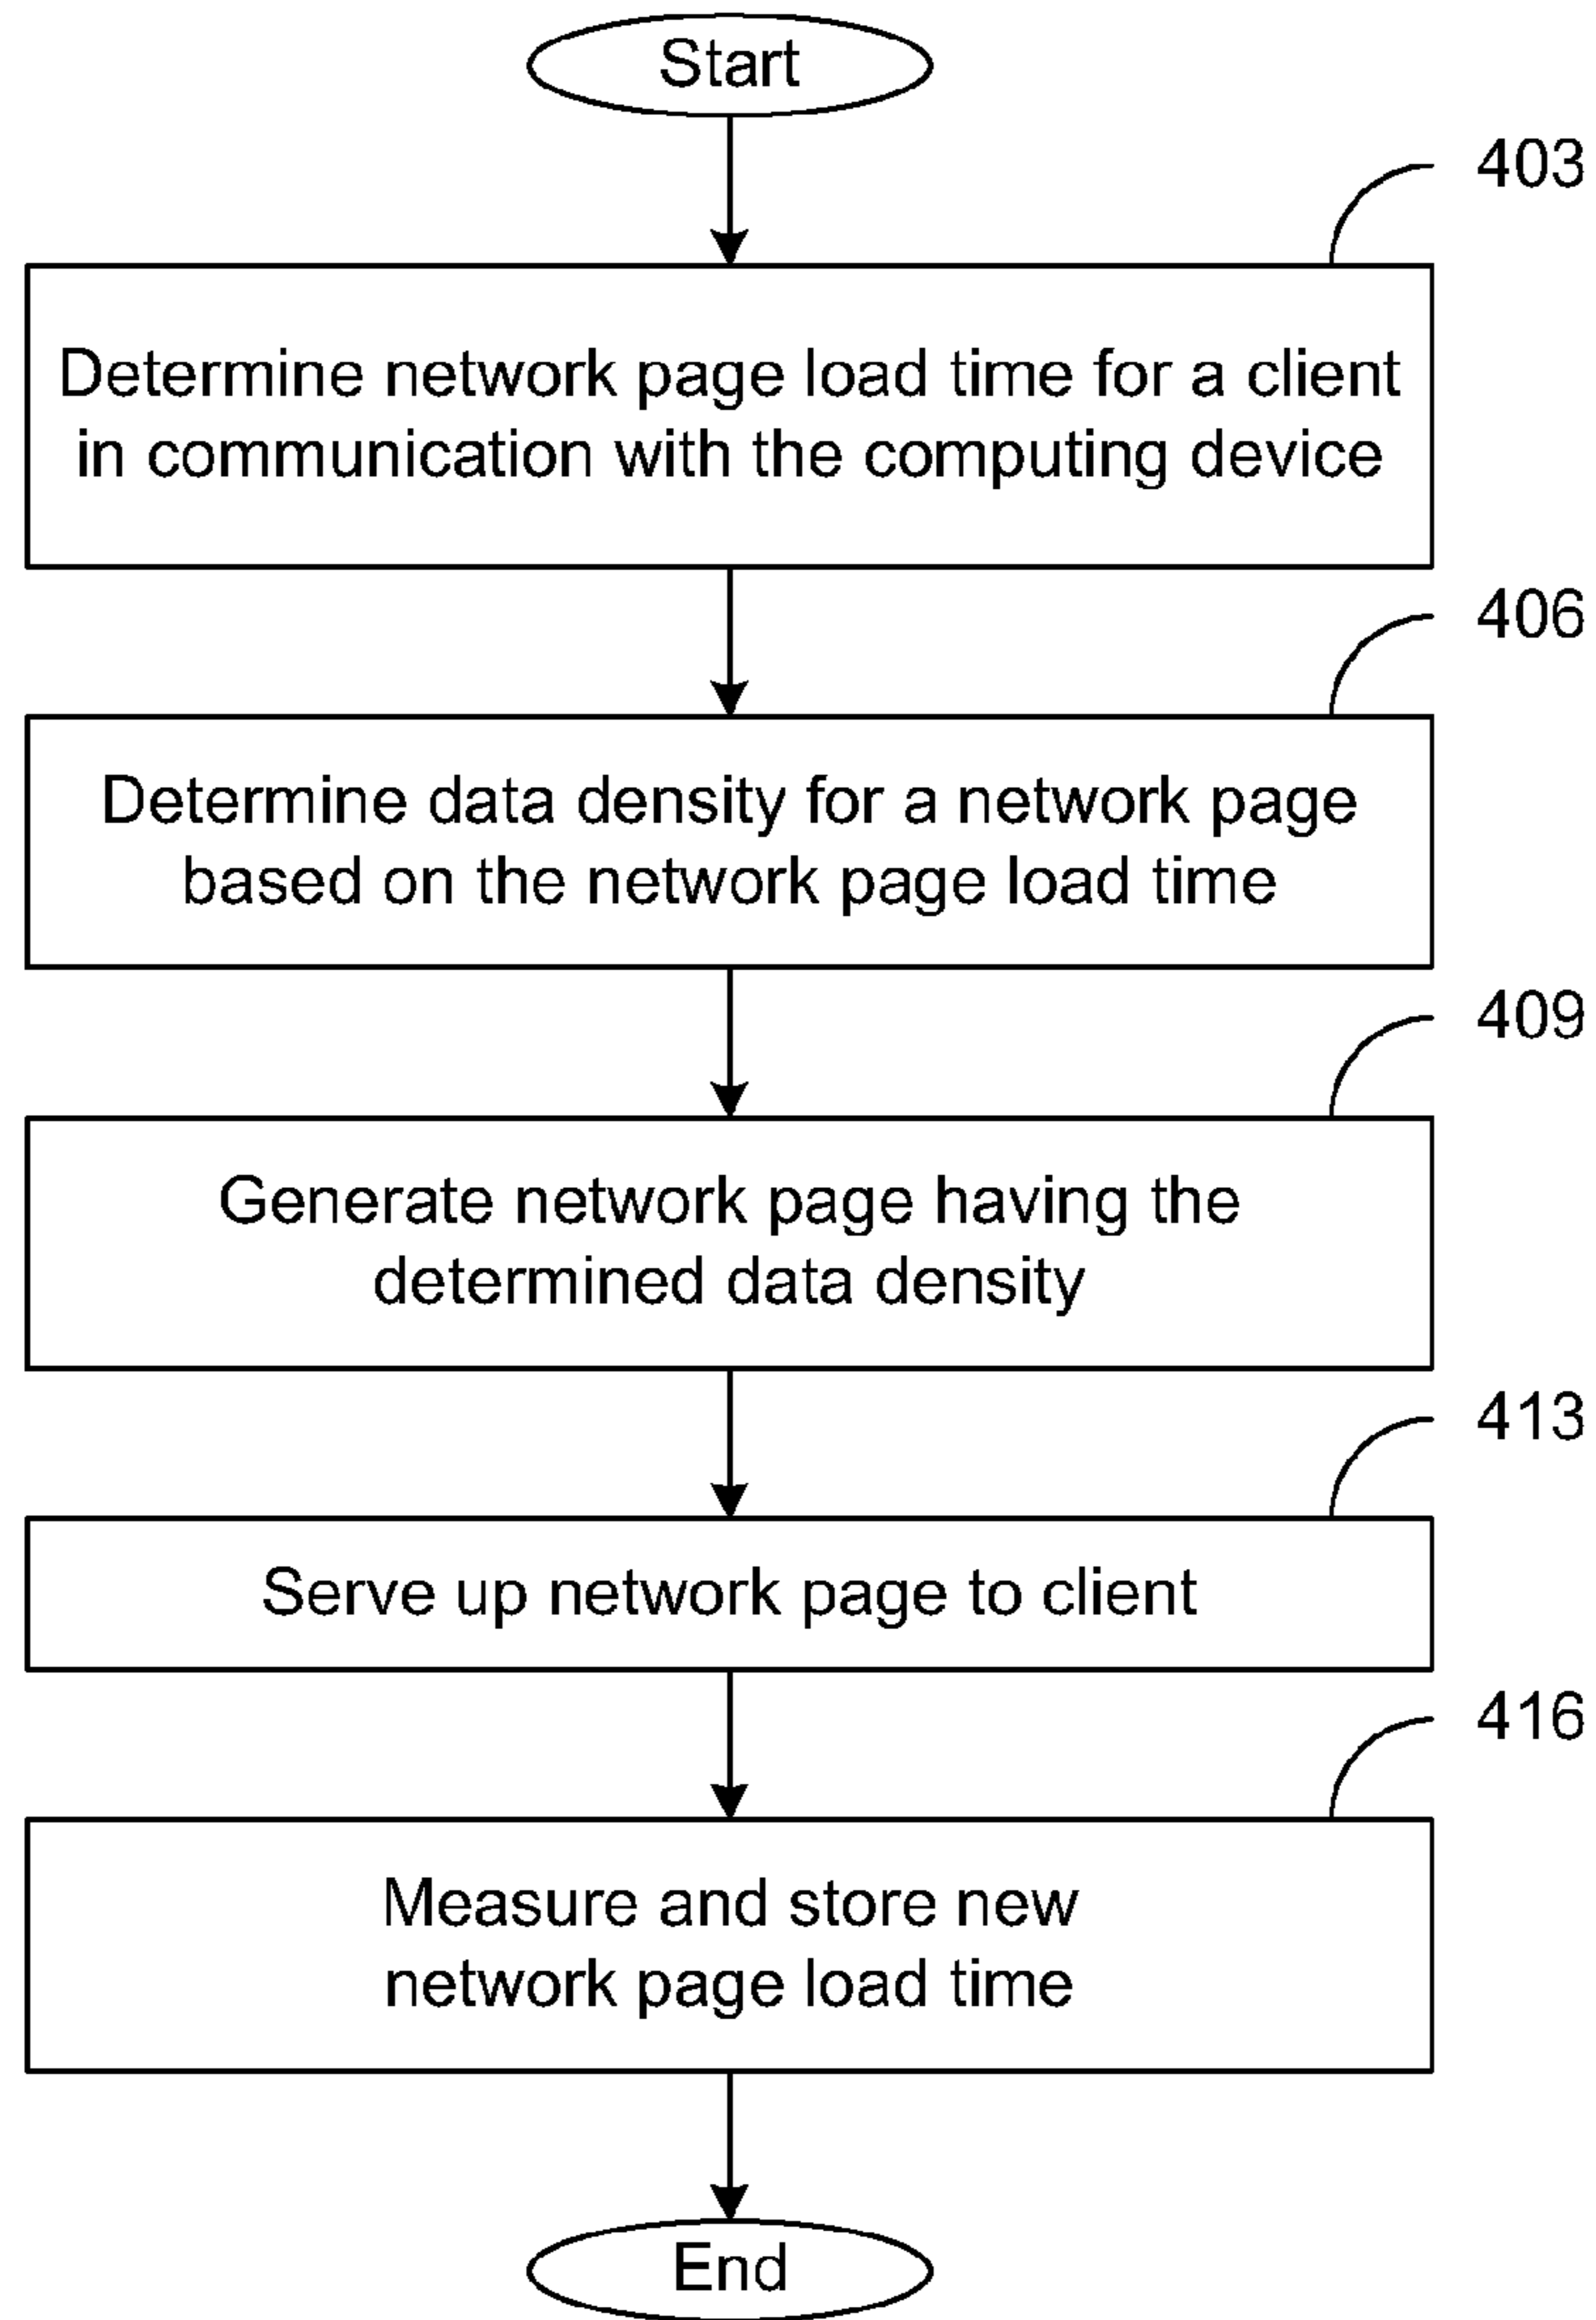 Start
403
Determine network page load time for a client
in communication with the computing device
406
Determine data density for a network page
based on the network page load time
409
Generate network page having the
determined data density
413
Serve up network page to client
416
Measure and store new
network page load time
End